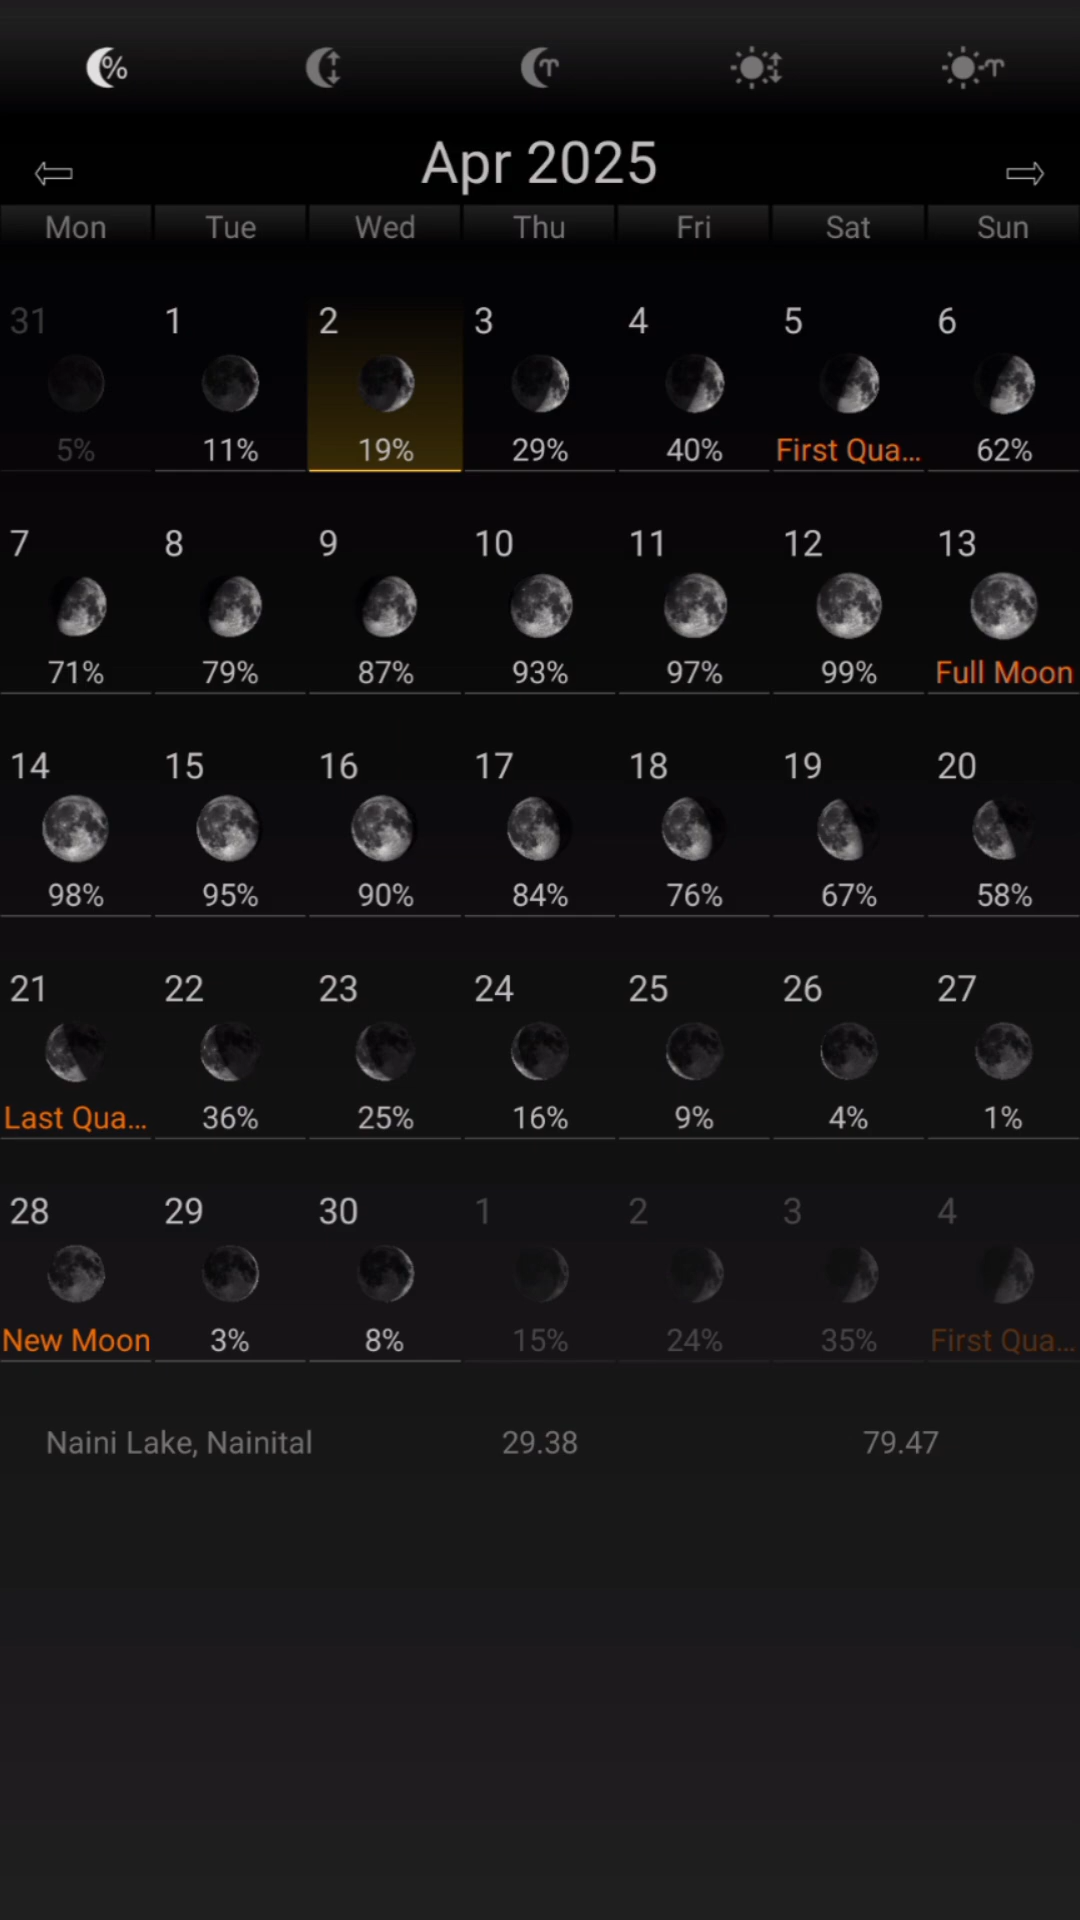 %
Apr 2025
Mon Tue Wed Thu Fri Sat Sun
31 1 2 3 4 5 6
5% 11% 19% 29% 40% First Qua... 62%
7 8 9 10 11 12 13
71% 79% 87% 93% 97% 99% Full Moon
14 15 16 17 18 19 20
98% 95% 90% 84% 76% 67% 58%
21 22 23 24 25 26 27
Last Qua... 36% 25% 16% 9% 4% 1%
28 29 30 1 2 3 4
New Moon 3% 8% 15% 24% 35% First Qua...
Naini Lake, Nainital 29.38 79.47